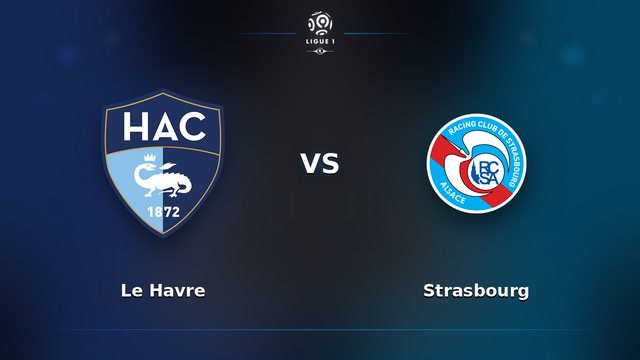 LIGUE 1
HAC
1872
VS
RACING CLUB DE STRASBOURG
RCSA
ALSACE
Le Havre
Strasbourg